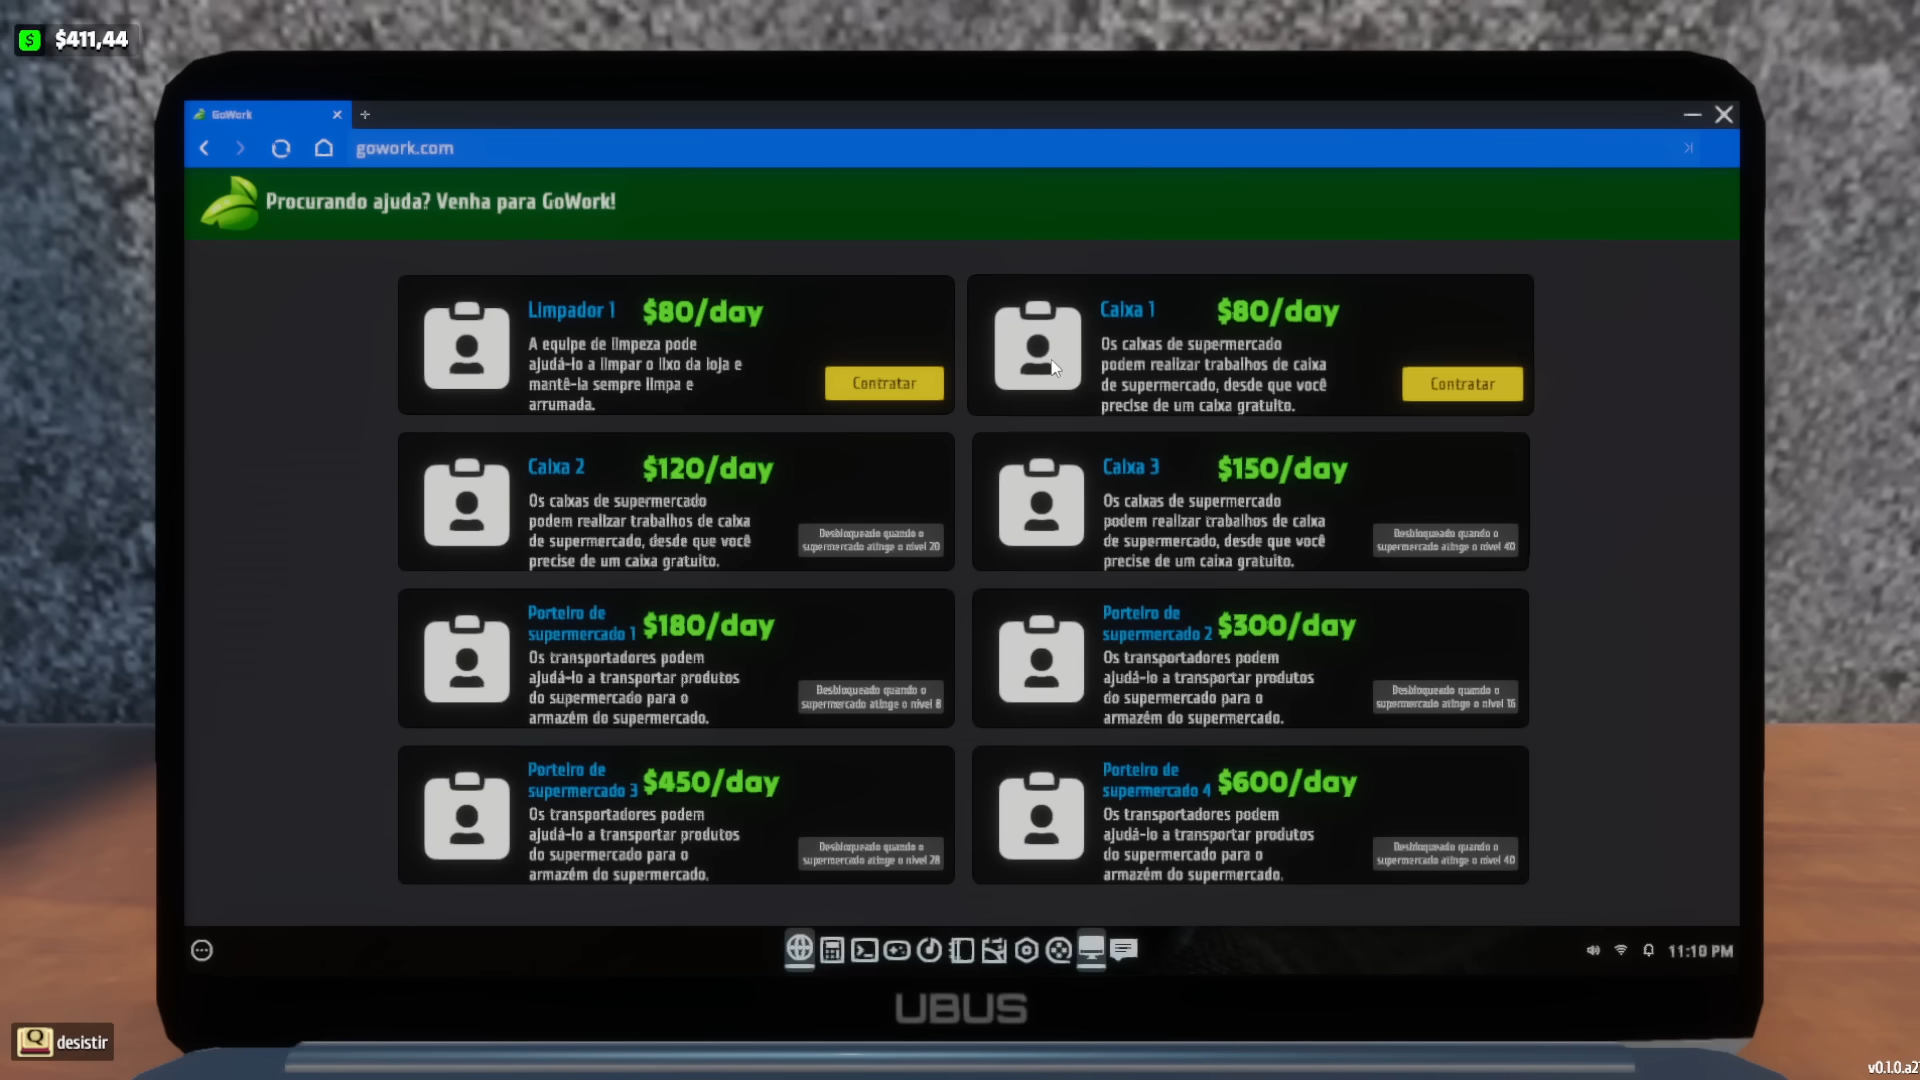 $ $411,44
GoWork
gowork.com
Procurando ajuda? Venha para GoWork!
Limpador 1 $80/day
A equipe de limpeza pode
ajudá-lo a limpar o lixo da loja e
mantê-la sempre limpa e
arrumada.
Contratar
Caixa 1 $80/day
Os caixas de supermercado
podem realizar trabalhos de caixa
de supermercado, desde que você
precise de um caixa gratuito.
Contratar
Caixa 2 $120/day
Os caixas de supermercado
podem realizar trabalhos de caixa
de supermercado, desde que você
precise de um caixa gratuito.
Desbloqueado quando o
supermercado atinge o nível 20
Caixa 3 $150/day
Os caixas de supermercado
podem realizar trabalhos de caixa
de supermercado, desde que você
precise de um caixa gratuito.
Desbloqueado quando o
supermercado atinge o nível 40
Porteiro de
supermercado 1 $180/day
Os transportadores podem
ajudá-lo a transportar produtos
do supermercado para o
armazém do supermercado.
Desbloqueado quando o
supermercado atinge o nível 8
Porteiro de
supermercado 2 $300/day
Os transportadores podem
ajudá-lo a transportar produtos
do supermercado para o
armazém do supermercado.
Desbloqueado quando o
supermercado atinge o nível 16
Porteiro de
supermercado 3 $450/day
Os transportadores podem
ajudá-lo a transportar produtos
do supermercado para o
armazém do supermercado.
Desbloqueado quando o
supermercado atinge o nível 28
Porteiro de
supermercado 4 $600/day
Os transportadores podem
ajudá-lo a transportar produtos
do supermercado para o
armazém do supermercado.
Desbloqueado quando o
supermercado atinge o nível 40
11:10 PM
UBUS
Q desistir
v0.1.0.a2